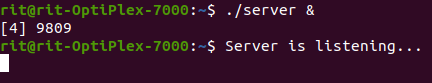 rit@rit-OptiPlex-7000:~$ ./server &
[4] 9809
rit@rit-OptiPlex-7000:~$ Server is listening...